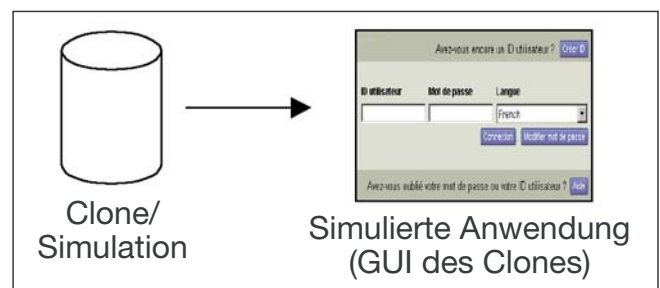 Avez-vous encore un ID utilisateur ? Créer ID
ID utilisateur Mot de passe Langue
French
Connexion Modifier mot de passe
Avez-vous oublié votre mot de passe ou votre ID utilisateur ? Aide
Clone/
Simulation
Simulierte Anwendung
(GUI des Clones)